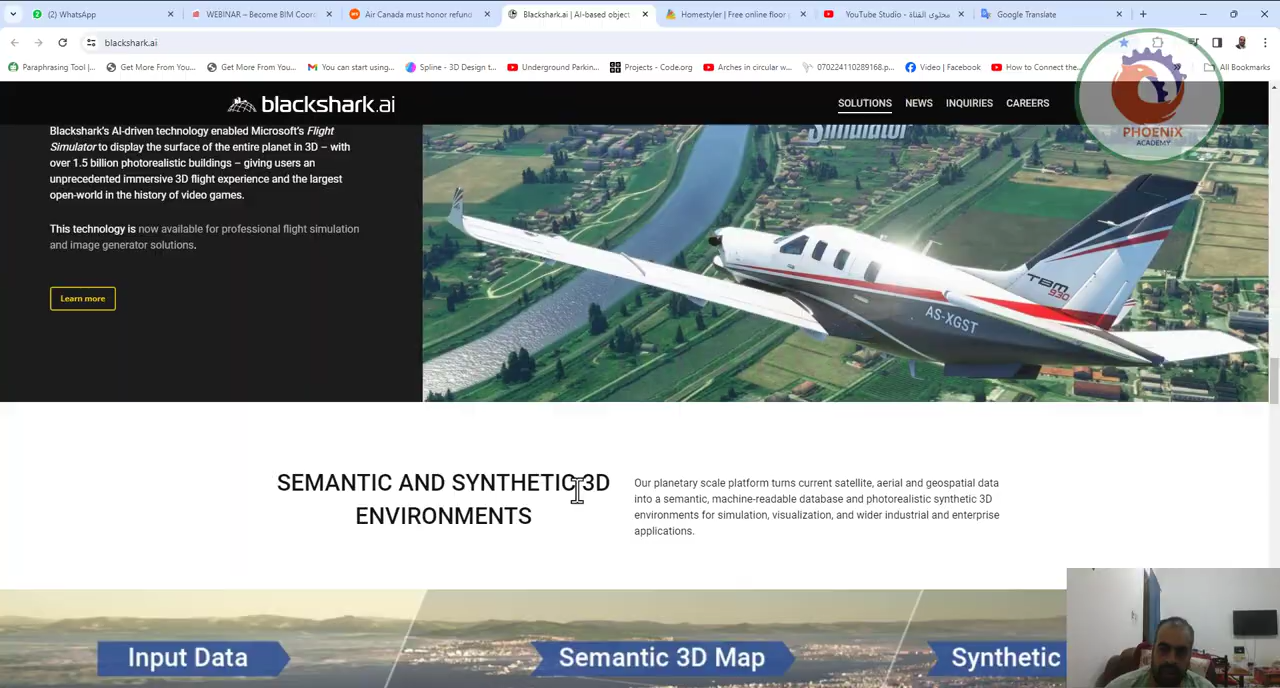 (2) WhatsApp
WEBINAR – Become BIM Coor
Air Canada must honor refund
Blackshark.ai | AI-based object
Homestyler | Free online floor
YouTube Studio - محتوى القناة
Google Translate
blackshark.ai
Paraphrasing Tool |...
Get More From You...
Get More From You...
You can start using...
Spline - 3D Design t...
Underground Parkin...
Projects - Code.org
Arches in circular w...
070224110289168.p...
Video | Facebook
How to Connect the...
All Bookmarks
blackshark.ai
SOLUTIONS
NEWS
INQUIRIES
CAREERS
PHOENIX
ACADEMY
Simulator
Blackshark's AI-driven technology enabled Microsoft's Flight
Simulator to display the surface of the entire planet in 3D – with
over 1.5 billion photorealistic buildings – giving users an
unprecedented immersive 3D flight experience and the largest
open-world in the history of video games.
This technology is now available for professional flight simulation
and image generator solutions.
Learn more
TBM
930
AS-XGST
SEMANTIC AND SYNTHETIC 3D
ENVIRONMENTS
Our planetary scale platform turns current satellite, aerial and geospatial data
into a semantic, machine-readable database and photorealistic synthetic 3D
environments for simulation, visualization, and wider industrial and enterprise
applications.
Input Data
Semantic 3D Map
Synthetic